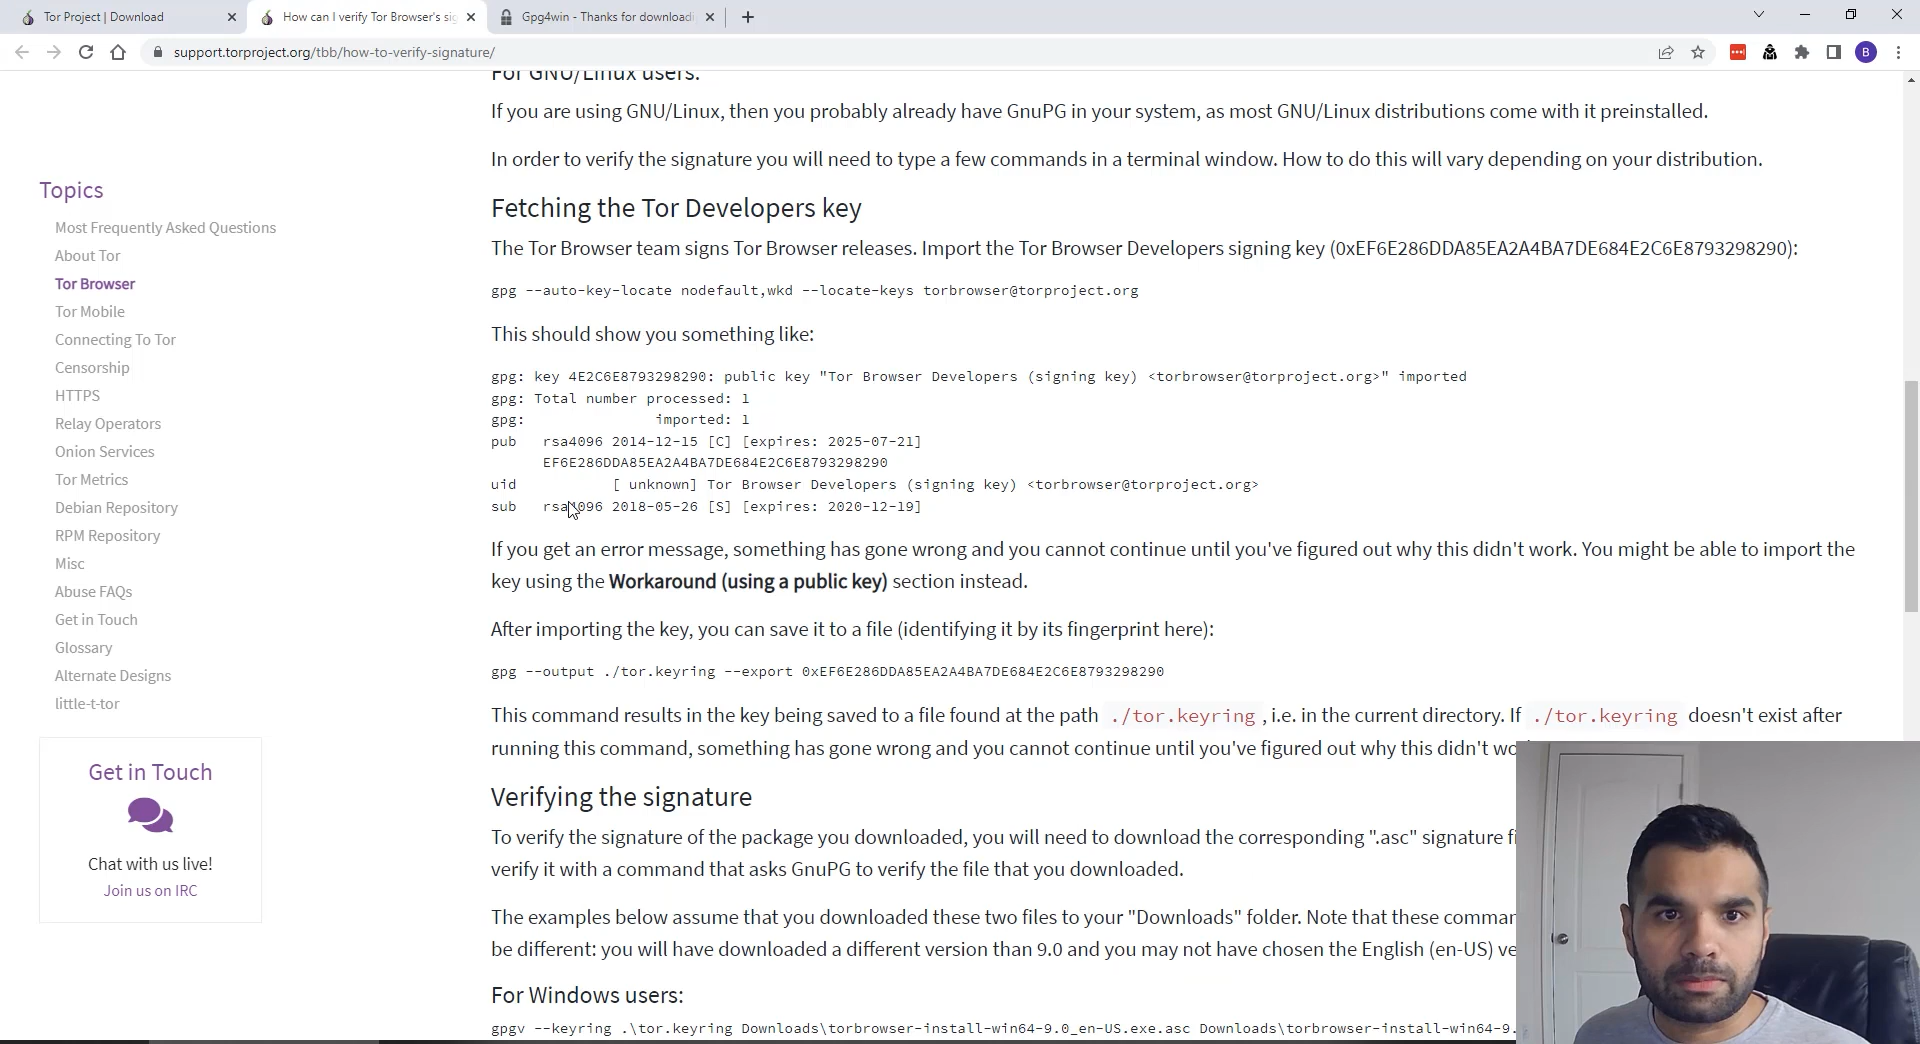 Tor Project | Download
How can I verify Tor Browser's sig
Gpg4win - Thanks for downloadi
support.torproject.org/tbb/how-to-verify-signature/
B
Topics
Most Frequently Asked Questions
About Tor
Tor Browser
Tor Mobile
Connecting To Tor
Censorship
HTTPS
Relay Operators
Onion Services
Tor Metrics
Debian Repository
RPM Repository
Misc
Abuse FAQs
Get in Touch
Glossary
Alternate Designs
little-t-tor
Get in Touch
Chat with us live!
Join us on IRC
For GNU/Linux users:
If you are using GNU/Linux, then you probably already have GnuPG in your system, as most GNU/Linux distributions come with it preinstalled.
In order to verify the signature you will need to type a few commands in a terminal window. How to do this will vary depending on your distribution.
Fetching the Tor Developers key
The Tor Browser team signs Tor Browser releases. Import the Tor Browser Developers signing key (0xEF6E286DDA85EA2A4BA7DE684E2C6E8793298290):
gpg --auto-key-locate nodefault,wkd --locate-keys torbrowser@torproject.org
This should show you something like:
gpg: key 4E2C6E8793298290: public key "Tor Browser Developers (signing key) <torbrowser@torproject.org>" imported
gpg: Total number processed: 1
gpg: imported: 1
pub rsa4096 2014-12-15 [C] [expires: 2025-07-21]
EF6E286DDA85EA2A4BA7DE684E2C6E8793298290
uid [ unknown] Tor Browser Developers (signing key) <torbrowser@torproject.org>
sub rsa4096 2018-05-26 [S] [expires: 2020-12-19]
If you get an error message, something has gone wrong and you cannot continue until you've figured out why this didn't work. You might be able to import the
key using the Workaround (using a public key) section instead.
After importing the key, you can save it to a file (identifying it by its fingerprint here):
gpg --output ./tor.keyring --export 0xEF6E286DDA85EA2A4BA7DE684E2C6E8793298290
This command results in the key being saved to a file found at the path ./tor.keyring, i.e. in the current directory. If ./tor.keyring doesn't exist after
running this command, something has gone wrong and you cannot continue until you've figured out why this didn't wo
Verifying the signature
To verify the signature of the package you downloaded, you will need to download the corresponding ".asc" signature fi
verify it with a command that asks GnuPG to verify the file that you downloaded.
The examples below assume that you downloaded these two files to your "Downloads" folder. Note that these comman
be different: you will have downloaded a different version than 9.0 and you may not have chosen the English (en-US) ve
For Windows users:
gpgv --keyring .\tor.keyring Downloads\torbrowser-install-win64-9.0_en-US.exe.asc Downloads\torbrowser-install-win64-9.